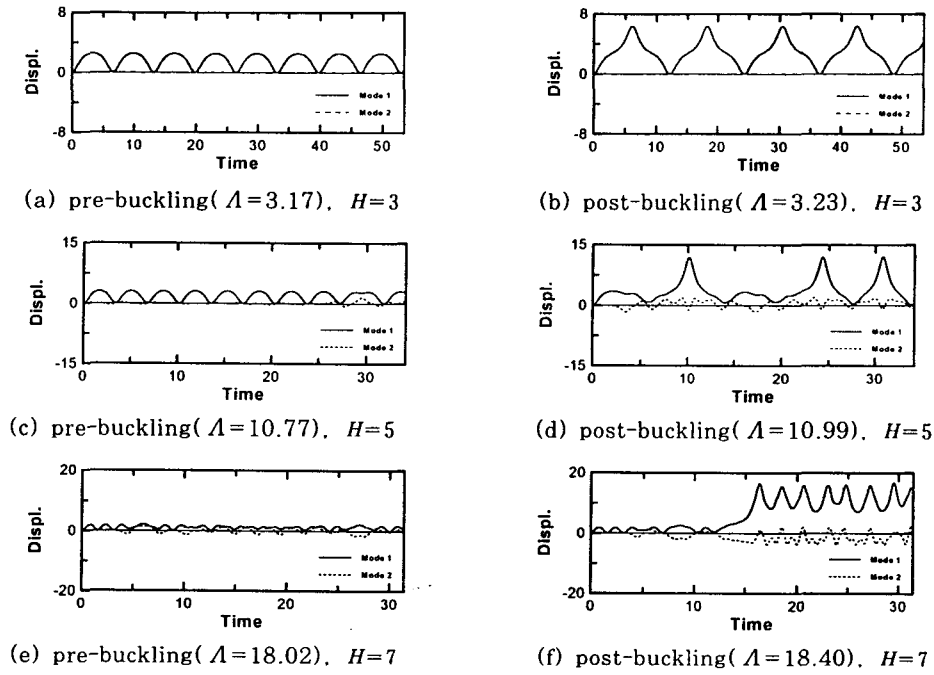 8
0
-8
Displ.
Mode 1
Mode 2
0 10 20 30 40 50
Time
(a) pre-buckling( Λ=3.17), H=3
8
0
-8
Displ.
Mode 1
Mode 2
0 10 20 30 40 50
Time
(b) post-buckling( Λ=3.23), H=3
15
0
-15
Displ.
Mode 1
Mode 2
0 10 20 30
Time
(c) pre-buckling( Λ=10.77), H=5
15
0
-15
Displ.
Mode 1
Mode 2
0 10 20 30
Time
(d) post-buckling( Λ=10.99), H=5
20
0
-20
Displ.
Mode 1
Mode 2
0 10 20 30
Time
(e) pre-buckling( Λ=18.02), H=7
20
0
-20
Displ.
Mode 1
Mode 2
0 10 20 30
Time
(f) post-buckling( Λ=18.40), H=7